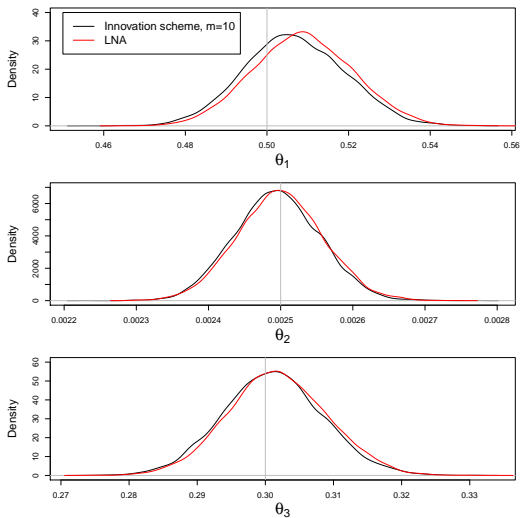 Innovation scheme, m=10
LNA
Density
0 10 20 30 40
0.46 0.48 0.50 0.52 0.54 0.56
θ1
Density
0 2000 4000 6000
0.0022 0.0023 0.0024 0.0025 0.0026 0.0027 0.0028
θ2
Density
0 10 20 30 40 50 60
0.27 0.28 0.29 0.30 0.31 0.32 0.33
θ3